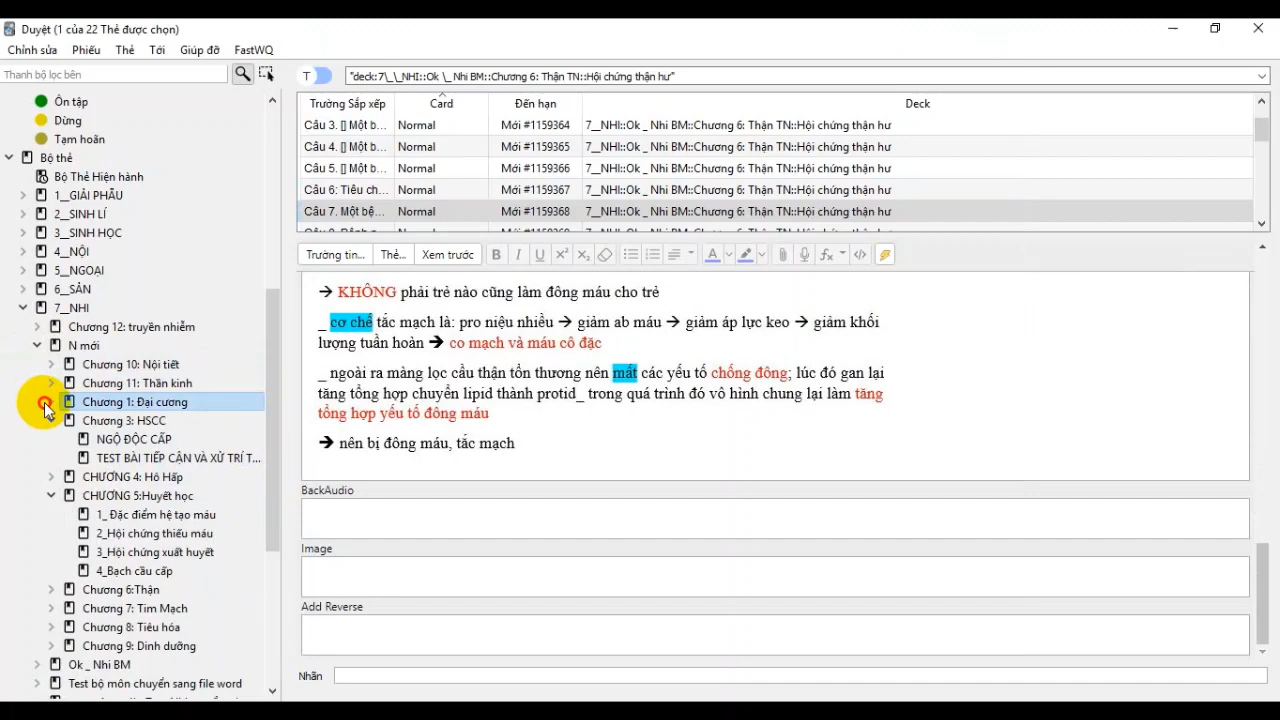 Duyệt (1 của 22 Thẻ được chọn)
Chỉnh sửa Phiếu Thẻ Tới Giúp đỡ FastWQ
Thanh bộ lọc bên
T "deck:7\_\_NHI::Ok \_ Nhi BM::Chương 6: Thận TN::Hội chứng thận hư"
Ôn tập
Dừng
Tạm hoãn
Bộ thẻ
Bộ Thẻ Hiện hành
1__GIẢI PHẪU
2__SINH LÍ
3__SINH HỌC
4__NỘI
5__NGOẠI
6__SẢN
7__NHI
Chương 12: truyền nhiễm
N mới
Chương 10: Nội tiết
Chương 11: Thần kinh
Chương 1: Đại cương
Chương 3: HSCC
NGỘ ĐỘC CẤP
TEST BÀI TIẾP CẬN VÀ XỬ TRÍ T...
CHƯƠNG 4: Hô Hấp
CHƯƠNG 5:Huyết học
1_Đặc điểm hệ tạo máu
2_Hội chứng thiếu máu
3_Hội chứng xuất huyết
4_Bạch cầu cấp
Chương 6:Thận
Chương 7: Tim Mạch
Chương 8: Tiêu hóa
Chương 9: Dinh dưỡng
Ok _ Nhi BM
Test bộ môn chuyển sang file word
Trường Sắp xếp Card Đến hạn Deck
Câu 3. [] Một b... Normal Mới #1159364 7__NHI::Ok _ Nhi BM::Chương 6: Thận TN::Hội chứng thận hư
Câu 4. [] Một b... Normal Mới #1159365 7__NHI::Ok _ Nhi BM::Chương 6: Thận TN::Hội chứng thận hư
Câu 5. [] Một b... Normal Mới #1159366 7__NHI::Ok _ Nhi BM::Chương 6: Thận TN::Hội chứng thận hư
Câu 6: Tiêu ch... Normal Mới #1159367 7__NHI::Ok _ Nhi BM::Chương 6: Thận TN::Hội chứng thận hư
Câu 7. Một bệ... Normal Mới #1159368 7__NHI::Ok _ Nhi BM::Chương 6: Thận TN::Hội chứng thận hư
Trường tin... Thẻ... Xem trước B I U X² X₂ A fx </>
→ KHÔNG phải trẻ nào cũng làm đông máu cho trẻ
_ cơ chế tắc mạch là: pro niệu nhiều → giảm ab máu → giảm áp lực keo → giảm khối
lượng tuần hoàn → co mạch và máu cô đặc
_ ngoài ra màng lọc cầu thận tổn thương nên mất các yếu tố chống đông; lúc đó gan lại
tăng tổng hợp chuyển lipid thành protid_ trong quá trình đó vô hình chung lại làm tăng
tổng hợp yếu tố đông máu
→ nên bị đông máu, tắc mạch
BackAudio
Image
Add Reverse
Nhãn